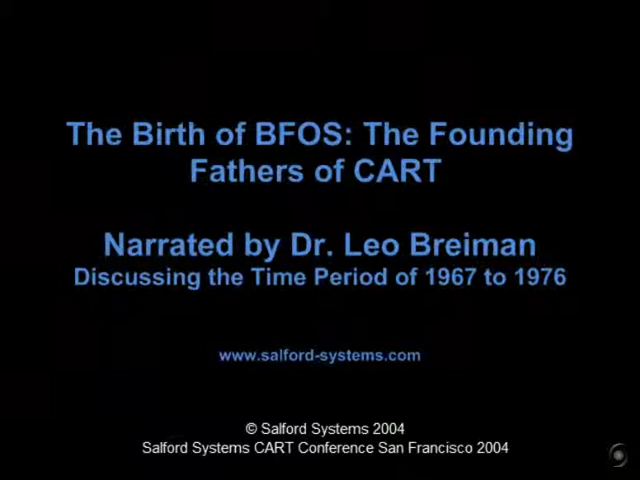 The Birth of BFOS: The Founding
Fathers of CART
Narrated by Dr. Leo Breiman
Discussing the Time Period of 1967 to 1976
www.salford-systems.com
© Salford Systems 2004
Salford Systems CART Conference San Francisco 2004